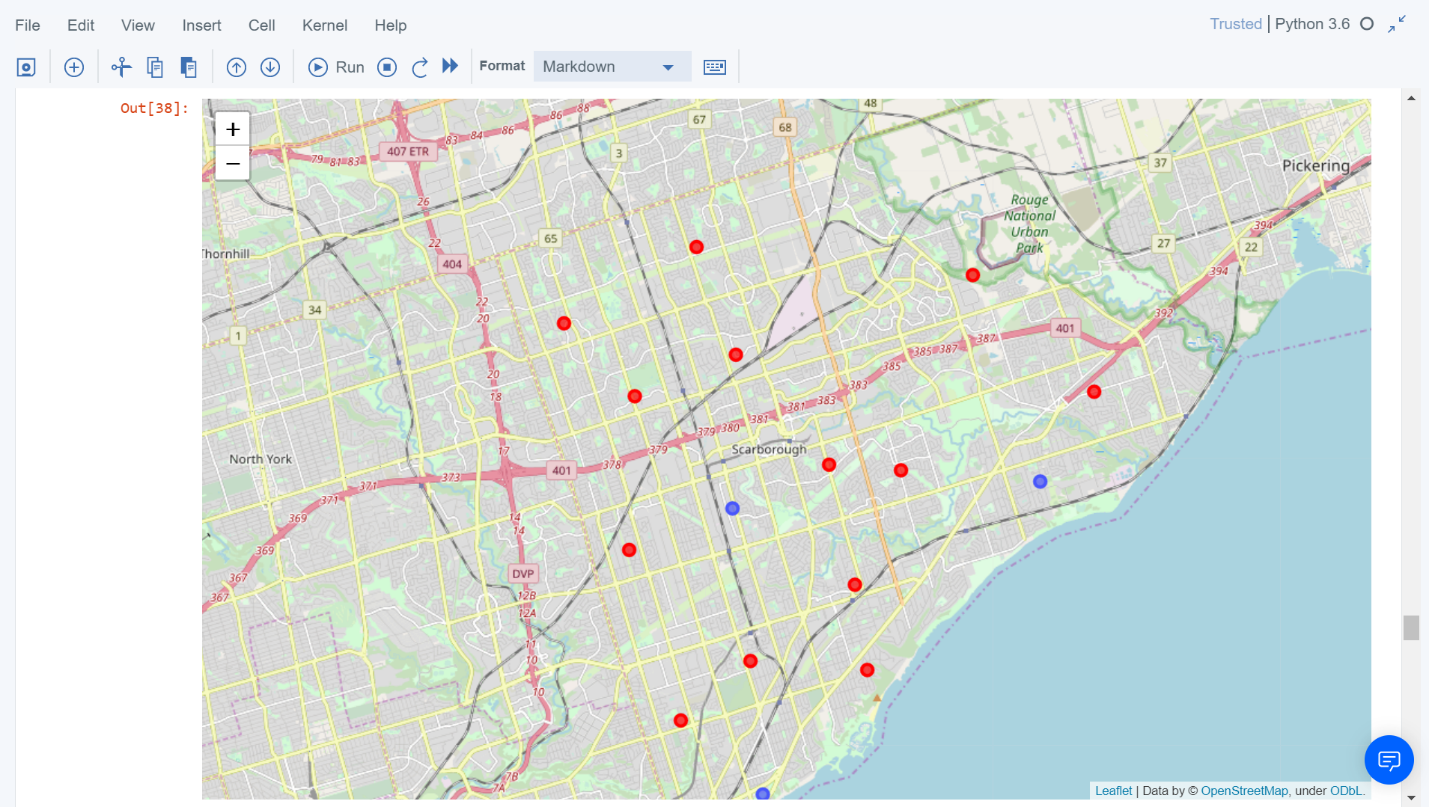 File Edit View Insert Cell Kernel Help
Trusted | Python 3.6
Run
Format
Markdown
Out[38]:
+
−
48
67
88
86
84
83
68
407 ETR
79 81 83
3
37
Pickering
26
Rouge
National
Urban
Park
394
22
65
27
22
Thornhill
404
394
22
20
34
392
1
401
387
387
385
385
20
383
18
383
381
381
380
379
17
Scarborough
379
North York
401
378
373
371
371
14
369
14
369
DVP
367
12B
367
12A
11
10
10
7B
7A
Leaflet | Data by © OpenStreetMap, under ODbL.